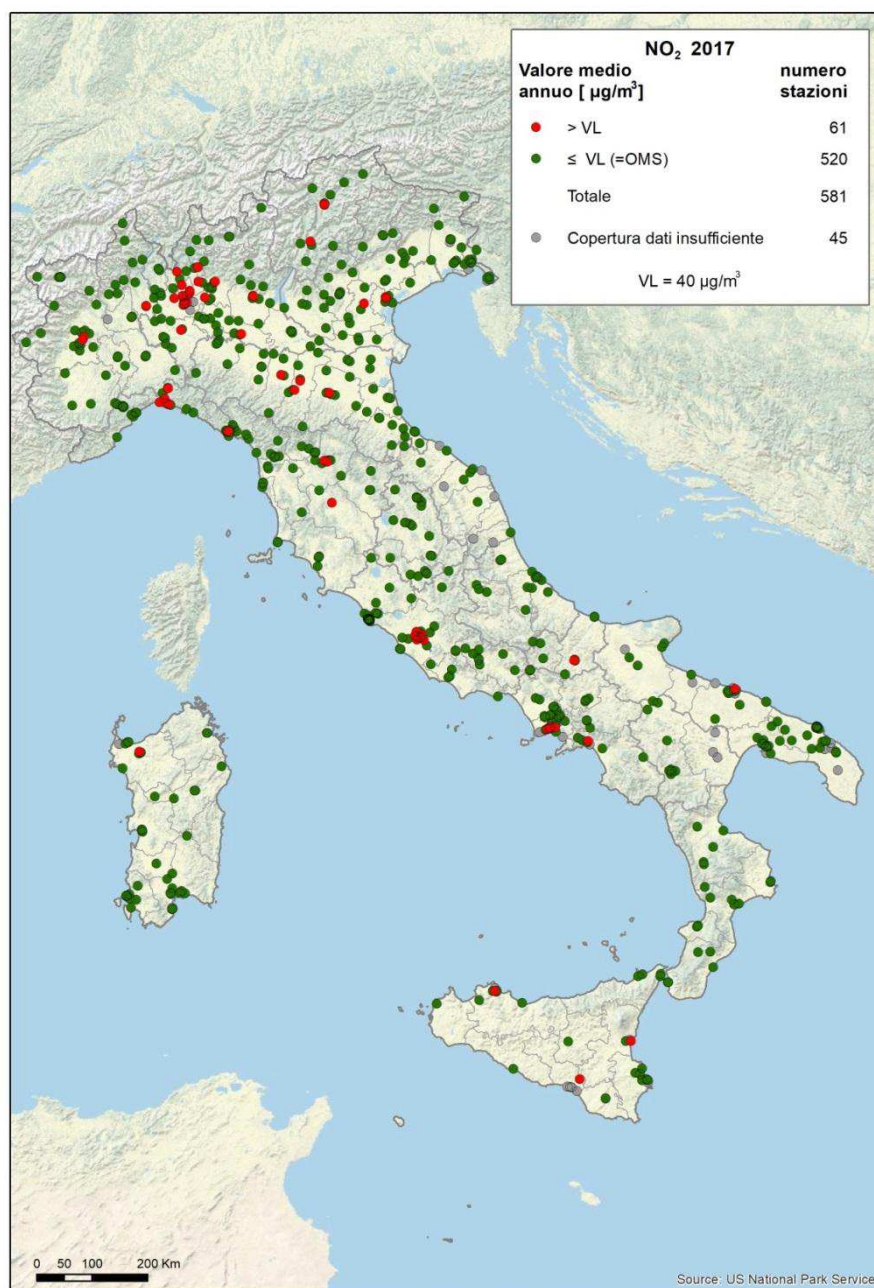 NO₂ 2017
Valore medio annuo [ µg/m³] numero stazioni
> VL 61
≤ VL (=OMS) 520
Totale 581
Copertura dati insufficiente 45
VL = 40 µg/m³
0 50 100 200 Km
Source: US National Park Service